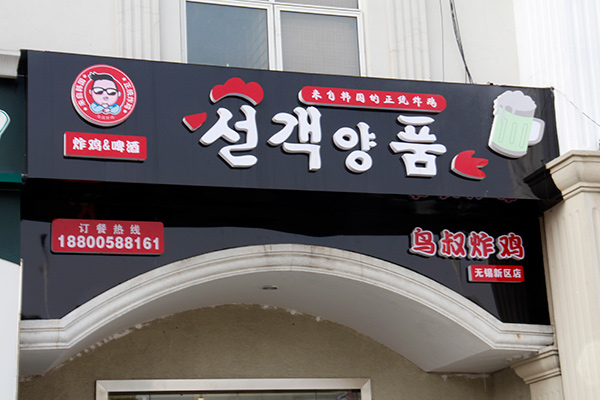 来自韩国的正统炸鸡
선객양품
炸鸡&啤酒
订餐热线
18800588161
鸟叔炸鸡
无锡新区店